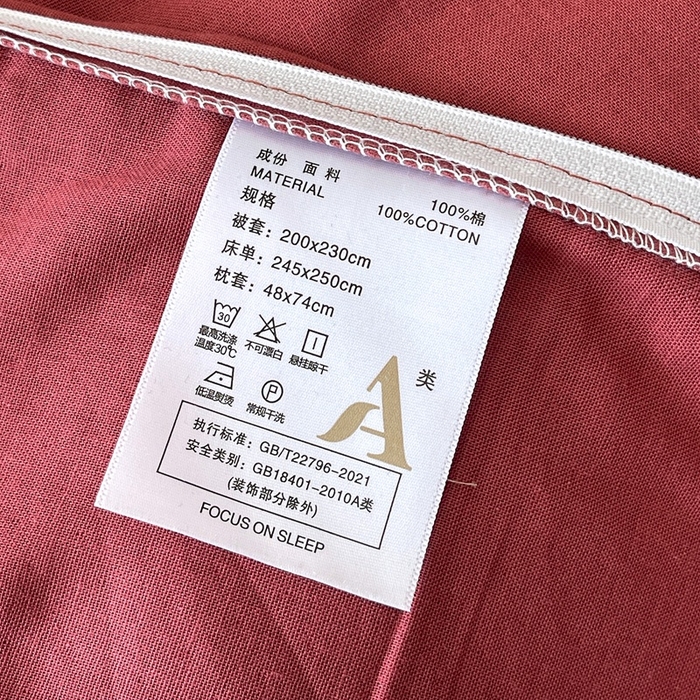 成份 面料 100%棉
MATERIAL 100%COTTON
规格
被套：200x230cm
床单：245x250cm
枕套：48x74cm
30
最高洗涤 不可漂白 悬挂晾干
温度30℃
P
低温熨烫 常规干洗
A类
执行标准：GB/T22796-2021
安全类别：GB18401-2010A类
(装饰部分除外)
FOCUS ON SLEEP